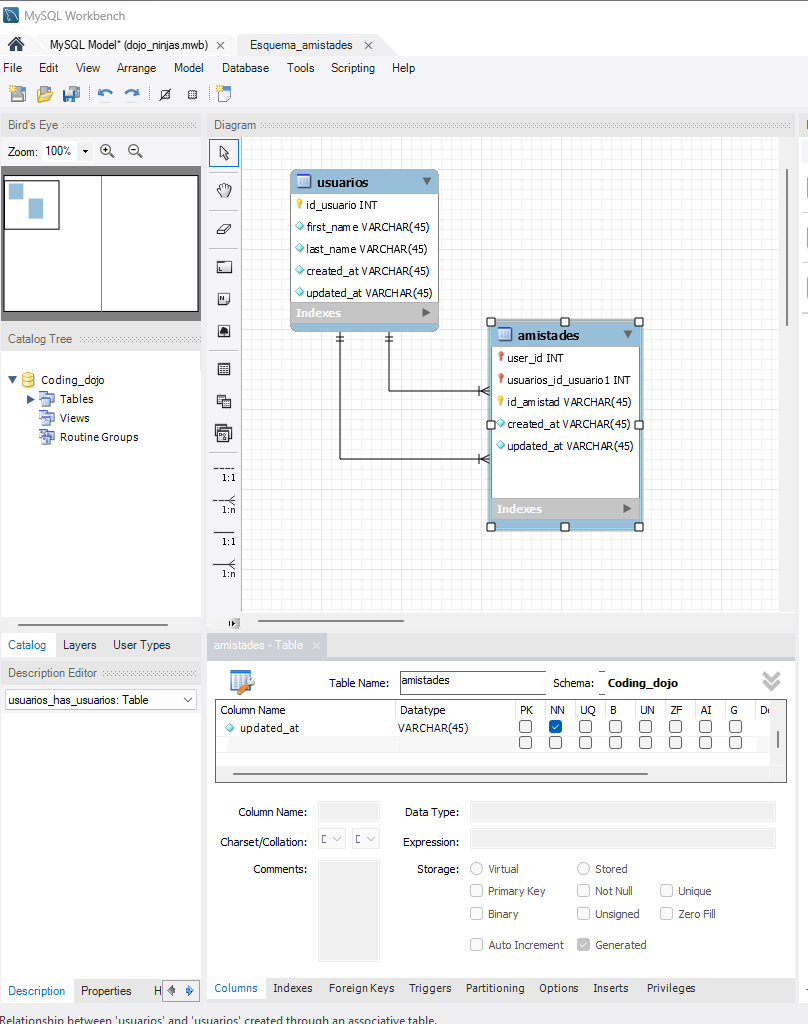 MySQL Workbench
MySQL Model* (dojo_ninjas.mwb) Esquema_amistades
File Edit View Arrange Model Database Tools Scripting Help
Bird's Eye
Zoom: 100%
Diagram
usuarios
id_usuario INT
first_name VARCHAR(45)
last_name VARCHAR(45)
created_at VARCHAR(45)
updated_at VARCHAR(45)
Indexes
amistades
user_id INT
usuarios_id_usuario1 INT
id_amistad VARCHAR(45)
created_at VARCHAR(45)
updated_at VARCHAR(45)
Indexes
Catalog Tree
Coding_dojo
Tables
Views
Routine Groups
1:1
1:n
1:1
1:n
Catalog Layers User Types
Description Editor
usuarios_has_usuarios: Table
Description Properties H
amistades - Table
Table Name: amistades Schema: Coding_dojo
Column Name Datatype PK NN UQ B UN ZF AI G
updated_at VARCHAR(45)
Column Name: Data Type:
Charset/Collation: Expression:
Comments: Storage: Virtual Stored
Primary Key Not Null Unique
Binary Unsigned Zero Fill
Auto Increment Generated
Columns Indexes Foreign Keys Triggers Partitioning Options Inserts Privileges
Relationship between 'usuarios' and 'usuarios' created through an associative table.